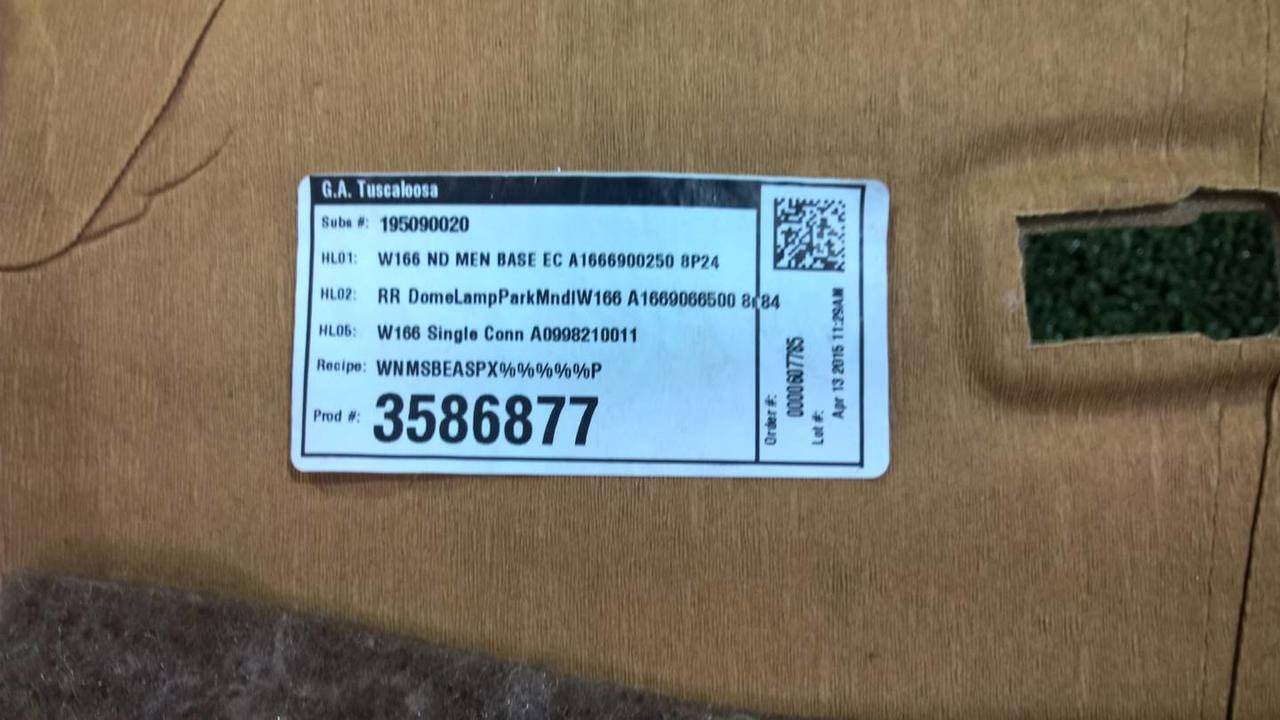 G.A. Tuscaloosa
Subs #: 195090020
HL01: W166 ND MEN BASE EC A1666900250 8P24
HL02: RR DomeLampParkMndlW166 A1669066500
HL05: W166 Single Conn A0998210011
Recipe: WNMSBEASPX%%%%%P
Prod #: 3586877
Order #:
0000607785
Lot #:
Apr 13 2015 11:29AM